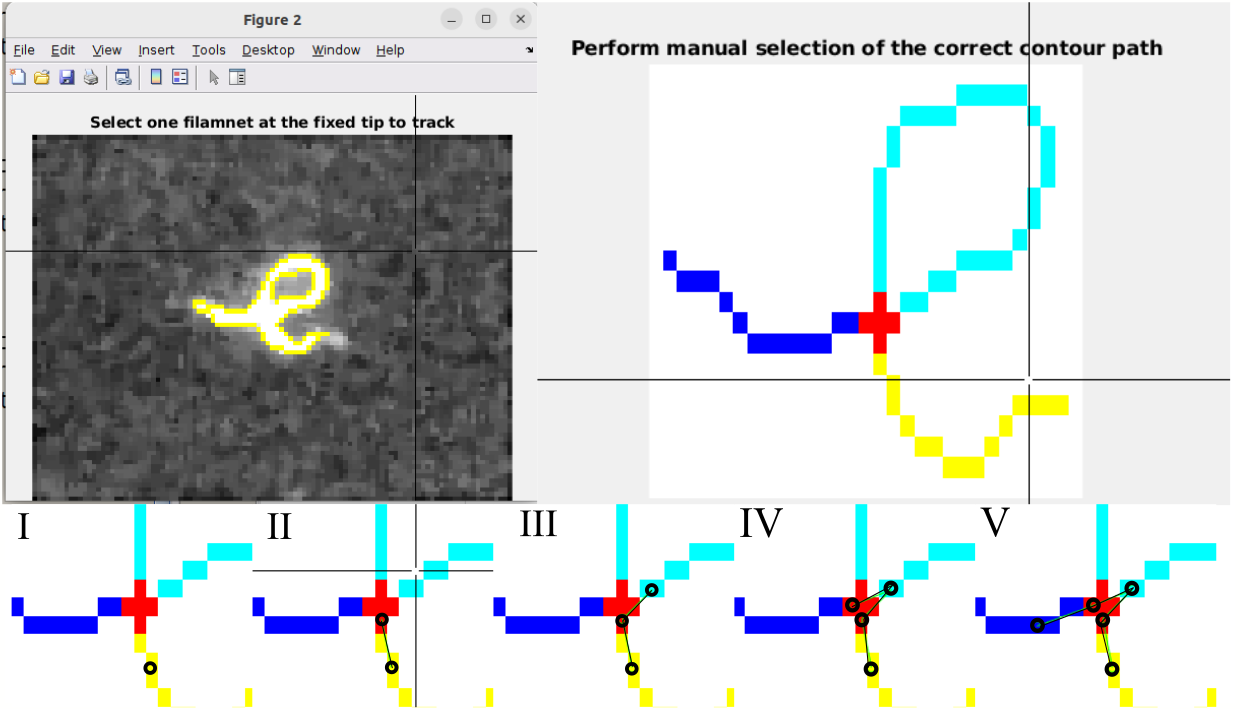 Figure 2
File Edit View Insert Tools Desktop Window Help
Select one filamnet at the fixed tip to track
Perform manual selection of the correct contour path
I II III IV V